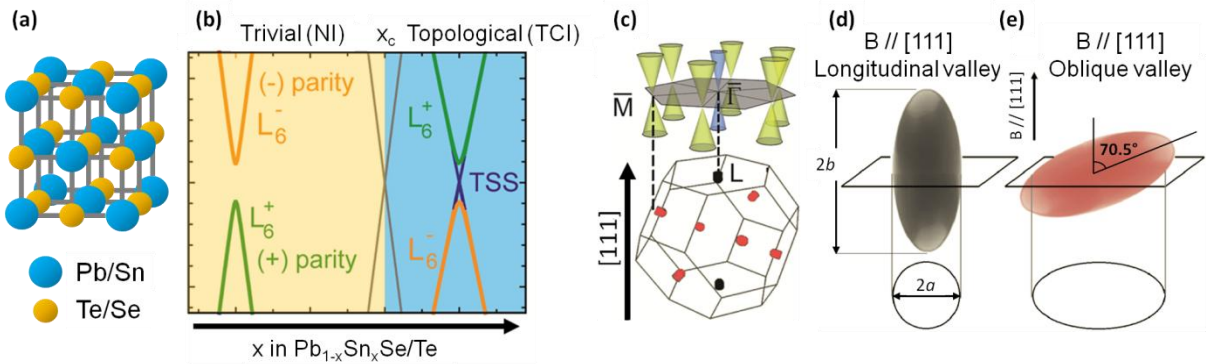 (a)
Pb/Sn
Te/Se
(b)
Trivial (NI) x_c Topological (TCI)
(-) parity
L₆⁻
L₆⁺
(+) parity
L₆⁺
TSS
L₆⁻
x in Pb₁₋ₓSnₓSe/Te
(c)
M̅
Γ̅
L
[111]
(d)
B // [111]
Longitudinal valley
2b
2a
(e)
B // [111]
Oblique valley
B // [111]
70.5°